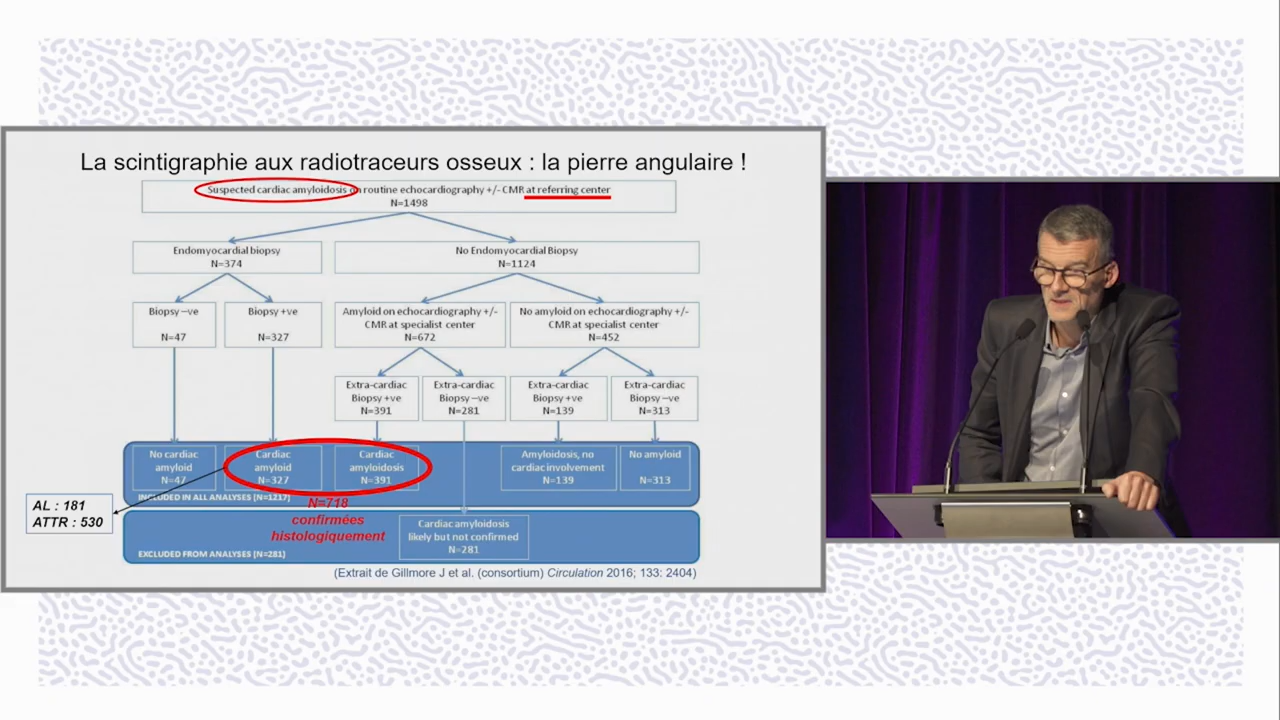 La scintigraphie aux radiotraceurs osseux : la pierre angulaire !
Suspected cardiac amyloidosis on routine echocardiography +/- CMR at referring center
N=1498
Endomyocardial biopsy
N=374
No Endomyocardial Biopsy
N=1124
Biopsy –ve
N=47
Biopsy +ve
N=327
Amyloid on echocardiography +/-
CMR at specialist center
N=672
No amyloid on echocardiography +/-
CMR at specialist center
N=452
Extra-cardiac
Biopsy +ve
N=391
Extra-cardiac
Biopsy –ve
N=281
Extra-cardiac
Biopsy +ve
N=139
Extra-cardiac
Biopsy –ve
N=313
No cardiac
amyloid
N=47
Cardiac
amyloid
N=327
Cardiac
amyloidosis
N=391
Amyloidosis, no
cardiac involvement
N=139
No amyloid
N=313
INCLUDED IN ALL ANALYSES (N=1217)
AL : 181
ATTR : 530
N=718
confirmées
histologiquement
Cardiac amyloidosis
likely but not confirmed
N=281
EXCLUDED FROM ANALYSES (N=281)
(Extrait de Gillmore J et al. (consortium) Circulation 2016; 133: 2404)